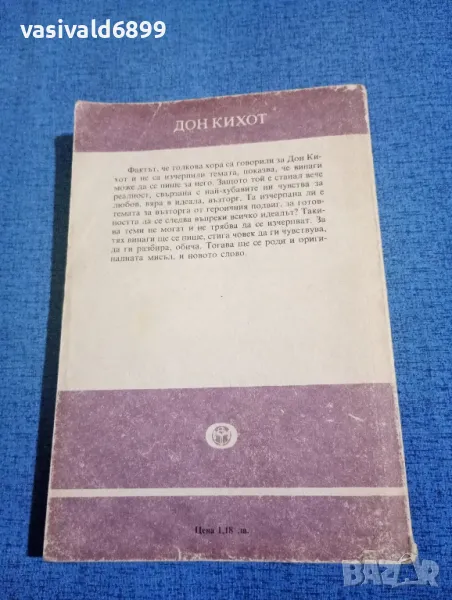 vasivald6899
ДОН КИХОТ
Фактът, че толкова хора са говорили за Дон Ки-
хот и не са изчерпили темата, показва, че винаги
може да се пише за него. Защото той е станал вече
реалност, свързана с най-хубавите ни чувства за
любов, вяра в идеала, възторг. Та изчерпана ли е
темата за възторга от героичния подвиг, за готов-
ността да се следва въпреки всичко идеалът? Таки-
ва теми не могат и не трябва да се изчерпват. За
тях винаги ще се пише, стига човек да ги чувствува,
да ги разбира, обича. Тогава ще се роди и ориги-
налната мисъл, и новото слово.
Цена 1,18 лв.
BAZAR